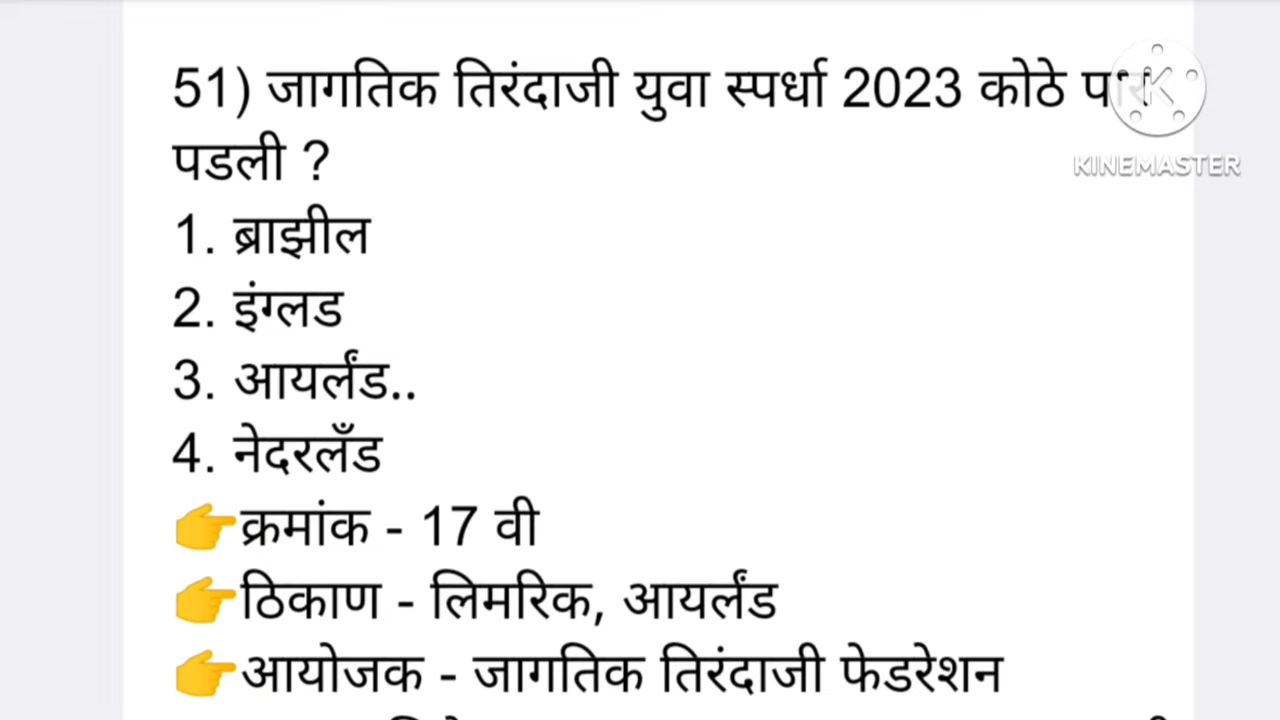 51) जागतिक तिरंदाजी युवा स्पर्धा 2023 कोठे
पडली ?
1. ब्राझील
2. इंग्लड
3. आयर्लंड..
4. नेदरलँड
👉क्रमांक - 17 वी
👉ठिकाण - लिमरिक, आयर्लंड
👉आयोजक - जागतिक तिरंदाजी फेडरेशन
K
KINEMASTER